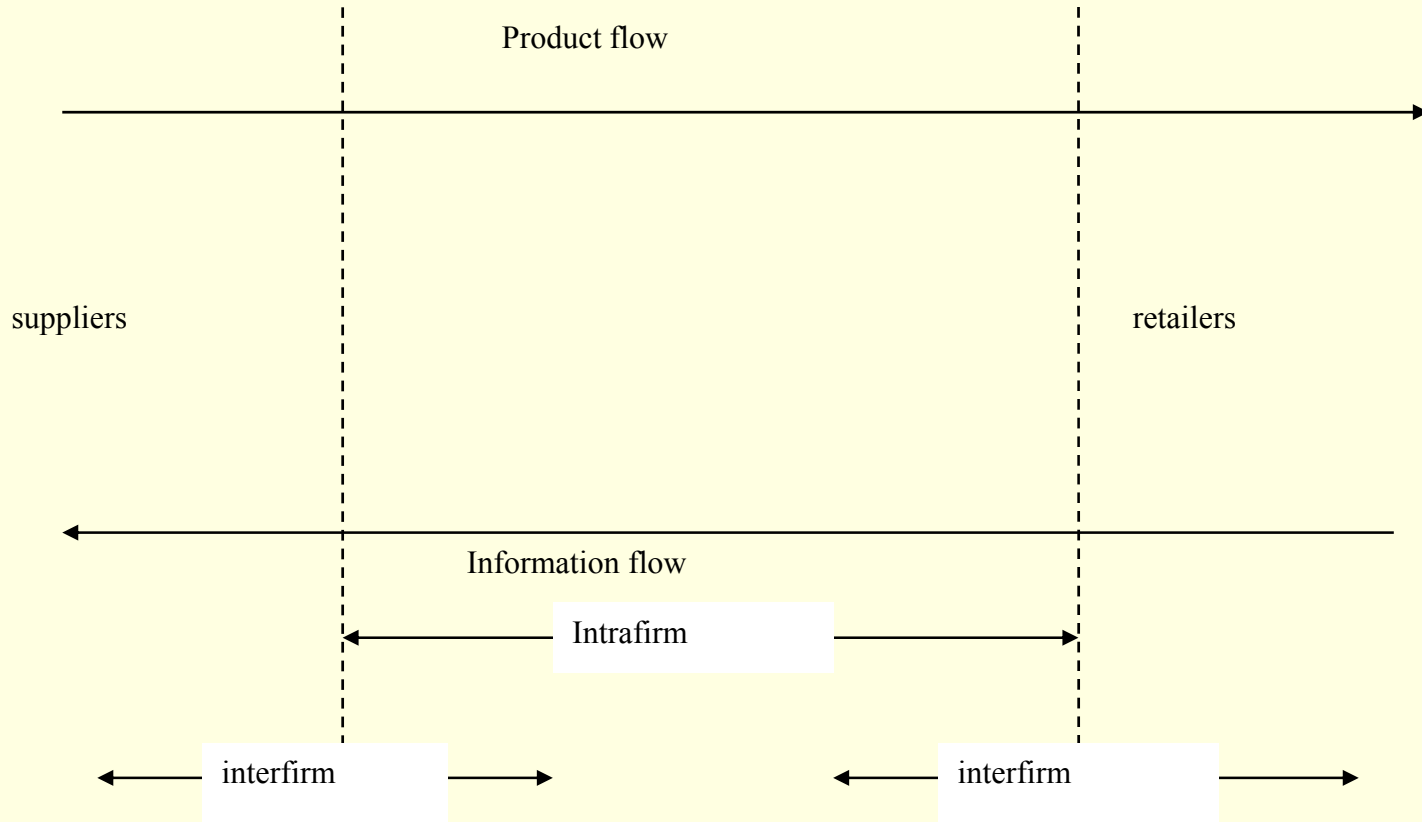 Product flow
suppliers
retailers
Information flow
Intrafirm
interfirm
interfirm